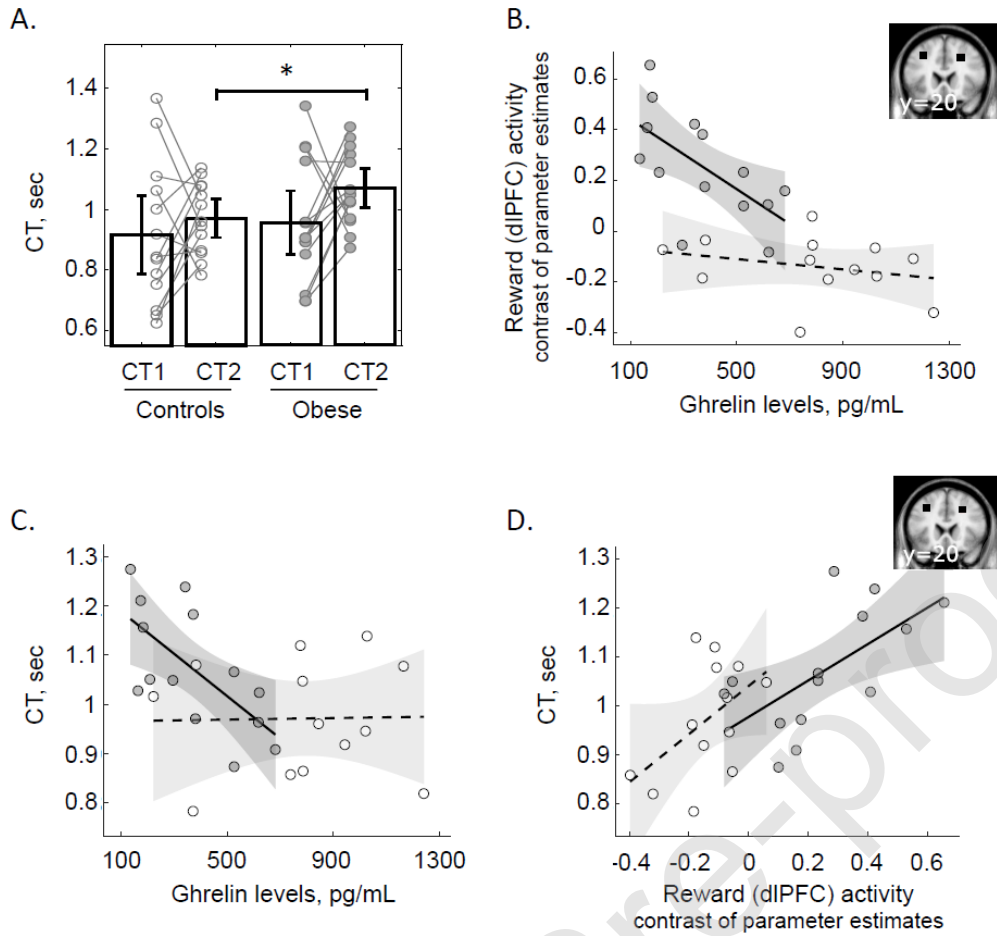 A.
*
CT, sec
1.4
1.2
1
0.8
0.6
CT1 CT2 CT1 CT2
Controls Obese
B.
y=20
Reward (dlPFC) activity
contrast of parameter estimates
0.6
0.4
0.2
0
-0.2
-0.4
100 500 900 1300
Ghrelin levels, pg/mL
C.
CT, sec
1.3
1.2
1.1
1
0.9
0.8
100 500 900 1300
Ghrelin levels, pg/mL
D.
y=20
CT, sec
1.3
1.2
1.1
1
0.9
0.8
-0.4 -0.2 0 0.2 0.4 0.6
Reward (dlPFC) activity
contrast of parameter estimates
re-proo